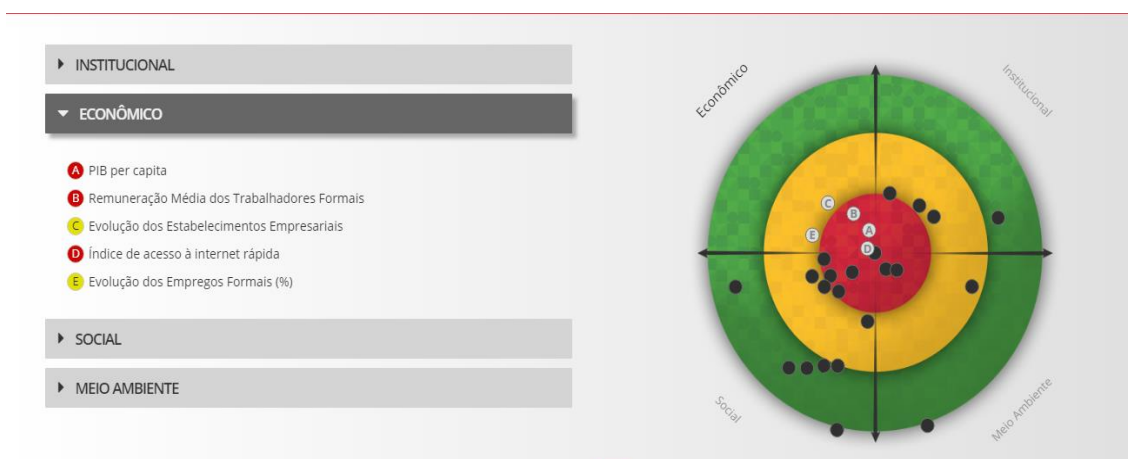 INSTITUCIONAL
ECONÔMICO
A PIB per capita
B Remuneração Média dos Trabalhadores Formais
C Evolução dos Estabelecimentos Empresariais
D Índice de acesso à internet rápida
E Evolução dos Empregos Formais (%)
SOCIAL
MEIO AMBIENTE
Econômico
Institucional
C
B
A
E
D
Social
Meio Ambiente